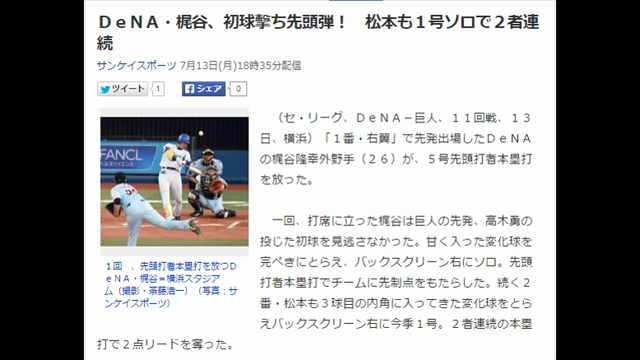 DeNA・梶谷、初球撃ち先頭弾！　松本も１号ソロで２者連
続
サンケイスポーツ 7月13日(月)18時35分配信
ツイート 1 シェア 0
（セ・リーグ、ＤｅＮＡ－巨人、１１回戦、１３
日、横浜）「１番・右翼」で先発出場したＤｅＮＡ
の梶谷隆幸外野手（２６）が、５号先頭打者本塁打
を放った。
一回、打席に立った梶谷は巨人の先発、高木勇の
投じた初球を見逃さなかった。甘く入った変化球を
完ぺきにとらえ、バックスクリーン右にソロ。先頭
打者本塁打でチームに先制点をもたらした。続く２
番・松本も３球目の内角に入ってきた変化球をとら
えバックスクリーン右に今季１号。２者連続の本塁
打で２点リードを奪った。
FANCL
１回　、先頭打者本塁打を放つＤ
ｅＮＡ・梶谷＝横浜スタジア
ム（撮影・斎藤浩一）（写真：サ
ンケイスポーツ）